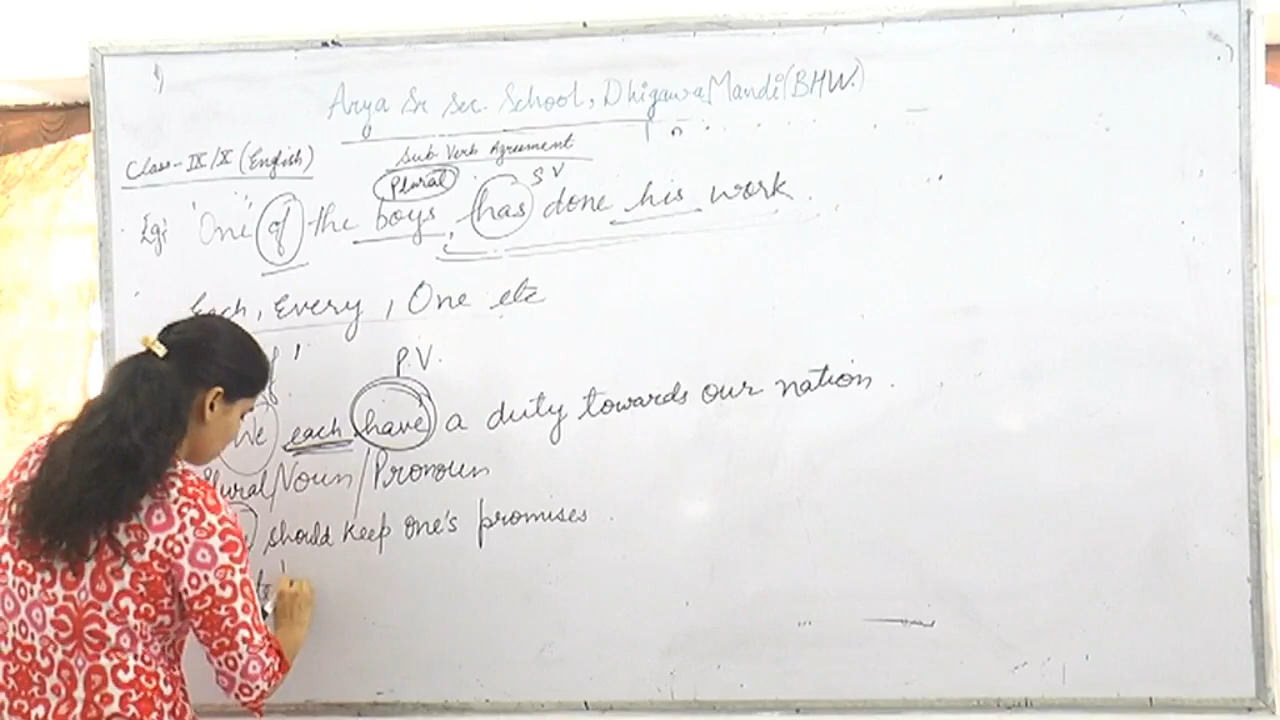 Arya Sr Sec. School, Dhigawa Mandi (BHW.)
Sub Verb Agreement
Class-IX/X (English)
Plural
S V
Eg: 'One' of the boys, has done his work.
Each, Every, One etc
P.V.
We each have a duty towards our nation.
Plural Noun/Pronoun
should keep one's promises.